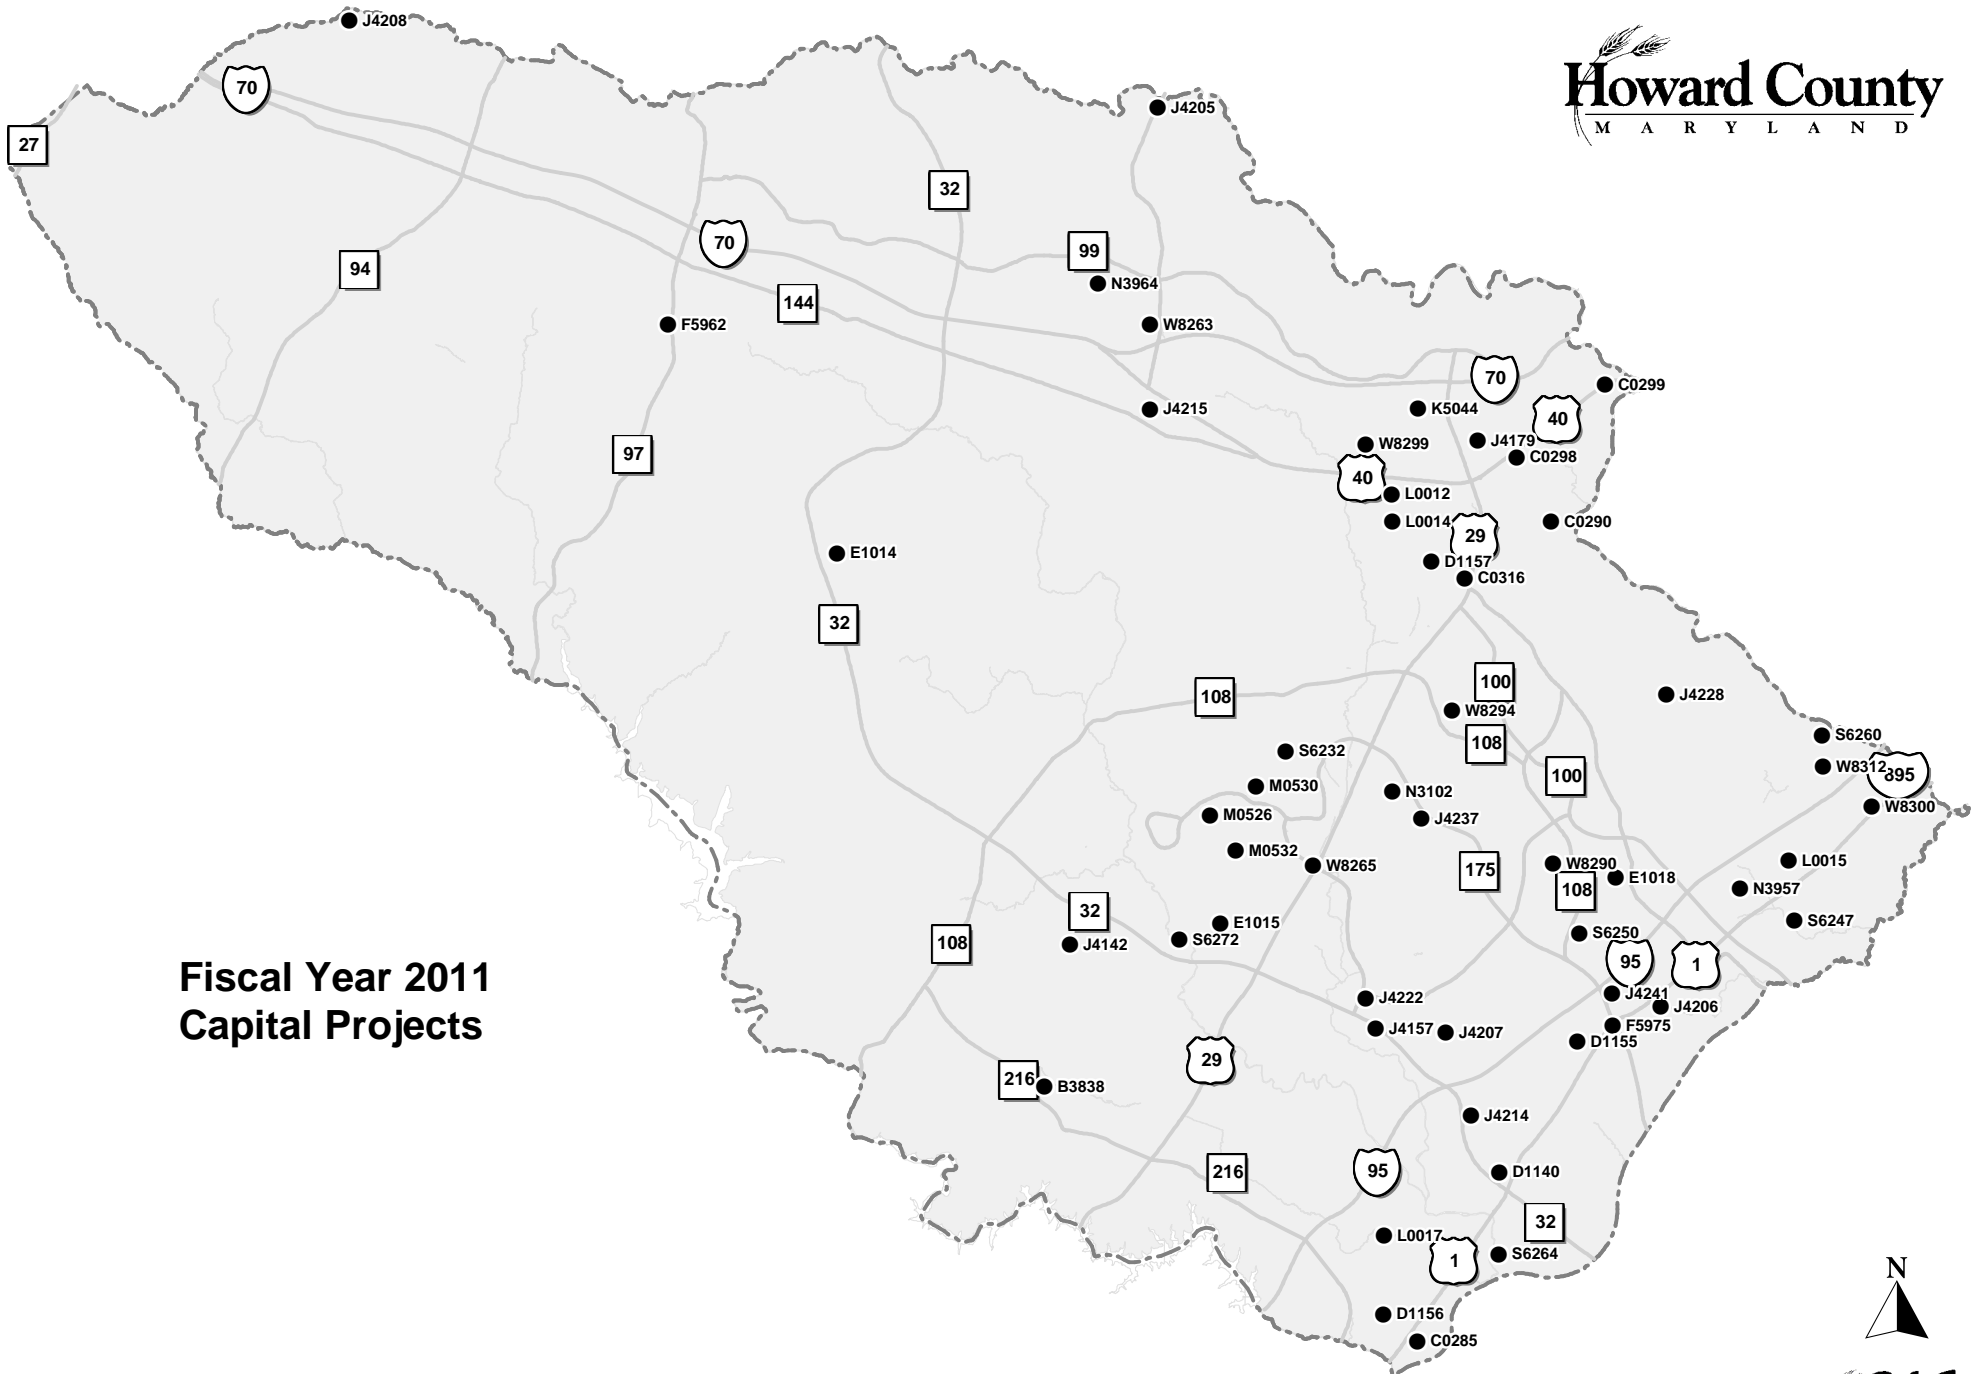 J4208
Howard County
MARYLAND
70
27
J4205
32
99
70
94
N3964
144
F5962
W8263
70
C0299
K5044
J4215
40
J4179
W8299
97
C0298
40
L0012
L0014
C0290
29
E1014
D1157
C0316
32
100
J4228
108
W8294
S6260
108
S6232
W8312
895
100
M0530
N3102
W8300
M0526
J4237
M0532
L0015
W8290
W8265
175
E1018
N3957
108
32
S6247
E1015
S6250
S6272
108
J4142
95
1
Fiscal Year 2011
J4241
J4222
J4206
Capital Projects
F5975
J4157
J4207
D1155
29
216
B3838
J4214
216
95
D1140
32
L0017
S6264
1
N
D1156
C0285